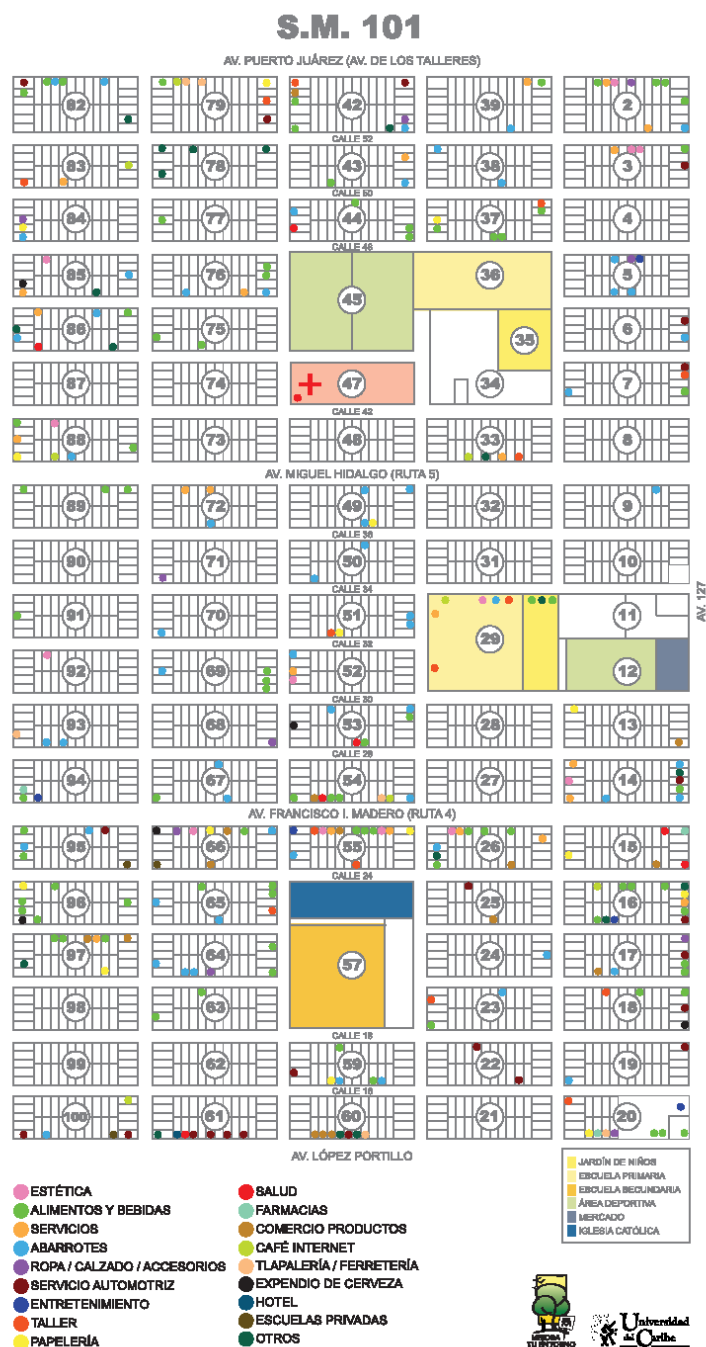 S.M. 101
AV. PUERTO JUÁREZ (AV. DE LOS TALLERES)
82 79 42 39 2
CALLE 52
83 78 43 38 3
CALLE 50
84 77 44 37 4
CALLE 46
85 76 45 36 5
86 75 35 6
87 74 47 34 7
CALLE 42
88 73 48 33 8
AV. MIGUEL HIDALGO (RUTA 5)
89 72 49 32 9
CALLE 36
90 71 50 31 10
CALLE 34
AV. 127
91 70 51 11
CALLE 32
92 69 52 29 12
CALLE 30
93 68 53 28 13
CALLE 28
94 67 54 27 14
AV. FRANCISCO I. MADERO (RUTA 4)
95 66 55 26 15
CALLE 24
96 65 25 16
97 64 57 24 17
98 63 23 18
CALLE 18
99 62 59 22 19
CALLE 16
100 61 60 21 20
AV. LÓPEZ PORTILLO
ESTÉTICA
ALIMENTOS Y BEBIDAS
SERVICIOS
ABARROTES
ROPA / CALZADO / ACCESORIOS
SERVICIO AUTOMOTRIZ
ENTRETENIMIENTO
TALLER
PAPELERÍA
SALUD
FARMACIAS
COMERCIO PRODUCTOS
CAFÉ INTERNET
TLAPALERÍA / FERRETERÍA
EXPENDIO DE CERVEZA
HOTEL
ESCUELAS PRIVADAS
OTROS
JARDÍN DE NIÑOS
ESCUELA PRIMARIA
ESCUELA SECUNDARIA
ÁREA DEPORTIVA
MERCADO
IGLESIA CATÓLICA
MEJORA
TU ENTORNO
Universidad
del Caribe